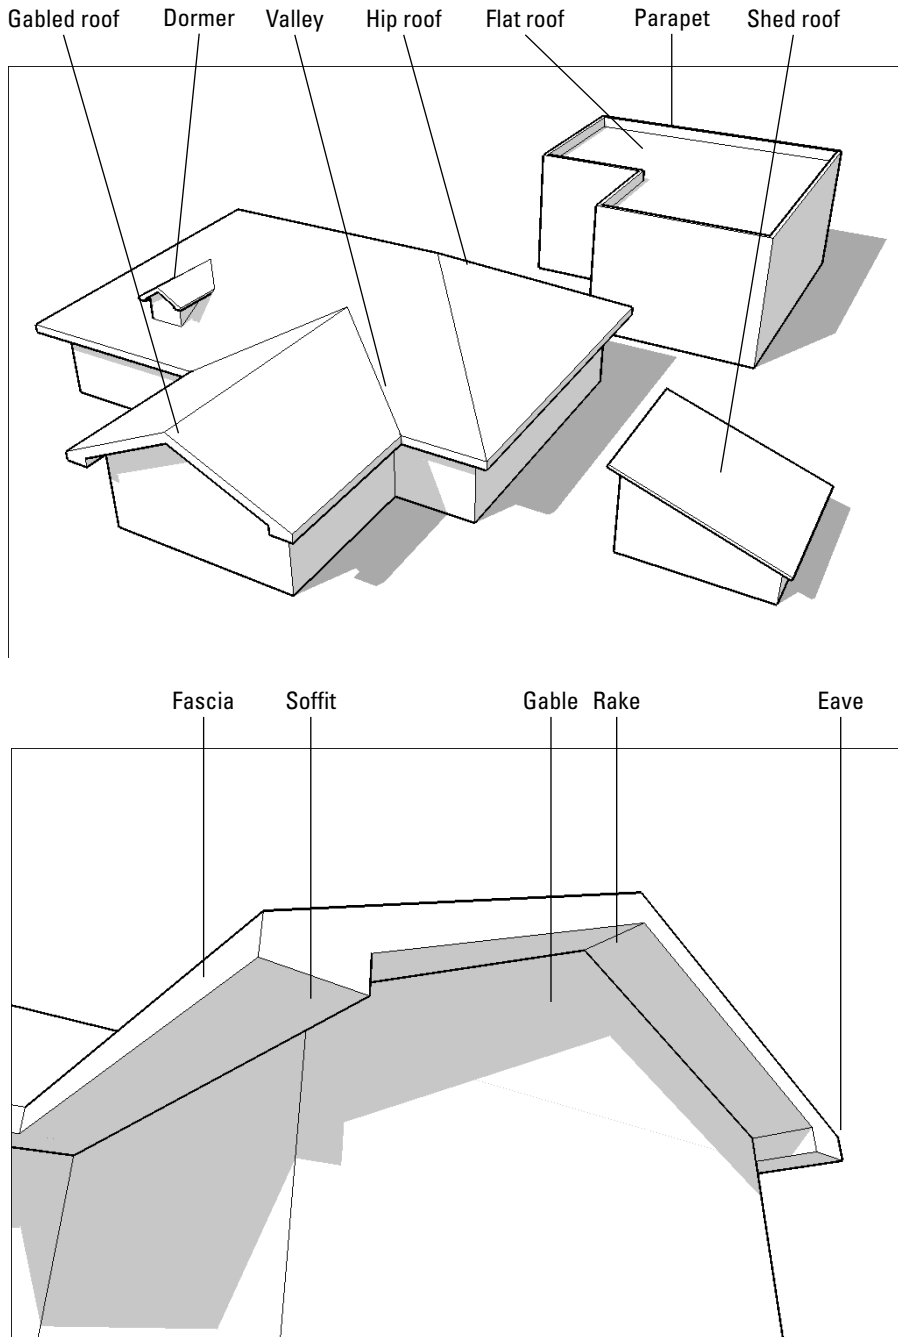 Gabled roof Dormer Valley Hip roof Flat roof Parapet Shed roof
Fascia Soffit Gable Rake Eave